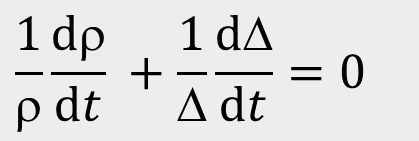 1/ρ dρ/dt + 1/Δ dΔ/dt = 0